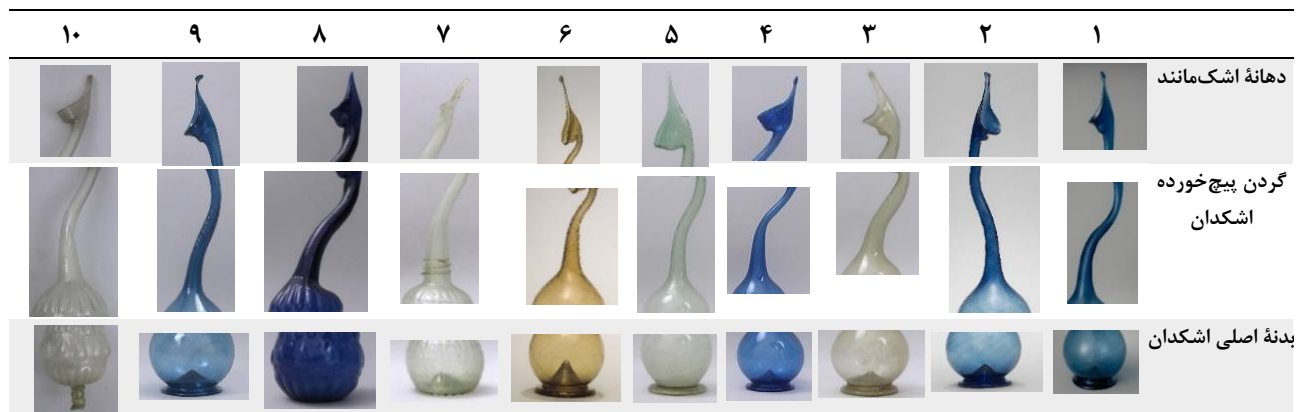 ۱ ۲ ۳ ۴ ۵ ۶ ۷ ۸ ۹ ۱۰
دهانهٔ اشک‌مانند
گردن پیچ‌خورده
اشکدان
بدنهٔ اصلی اشکدان